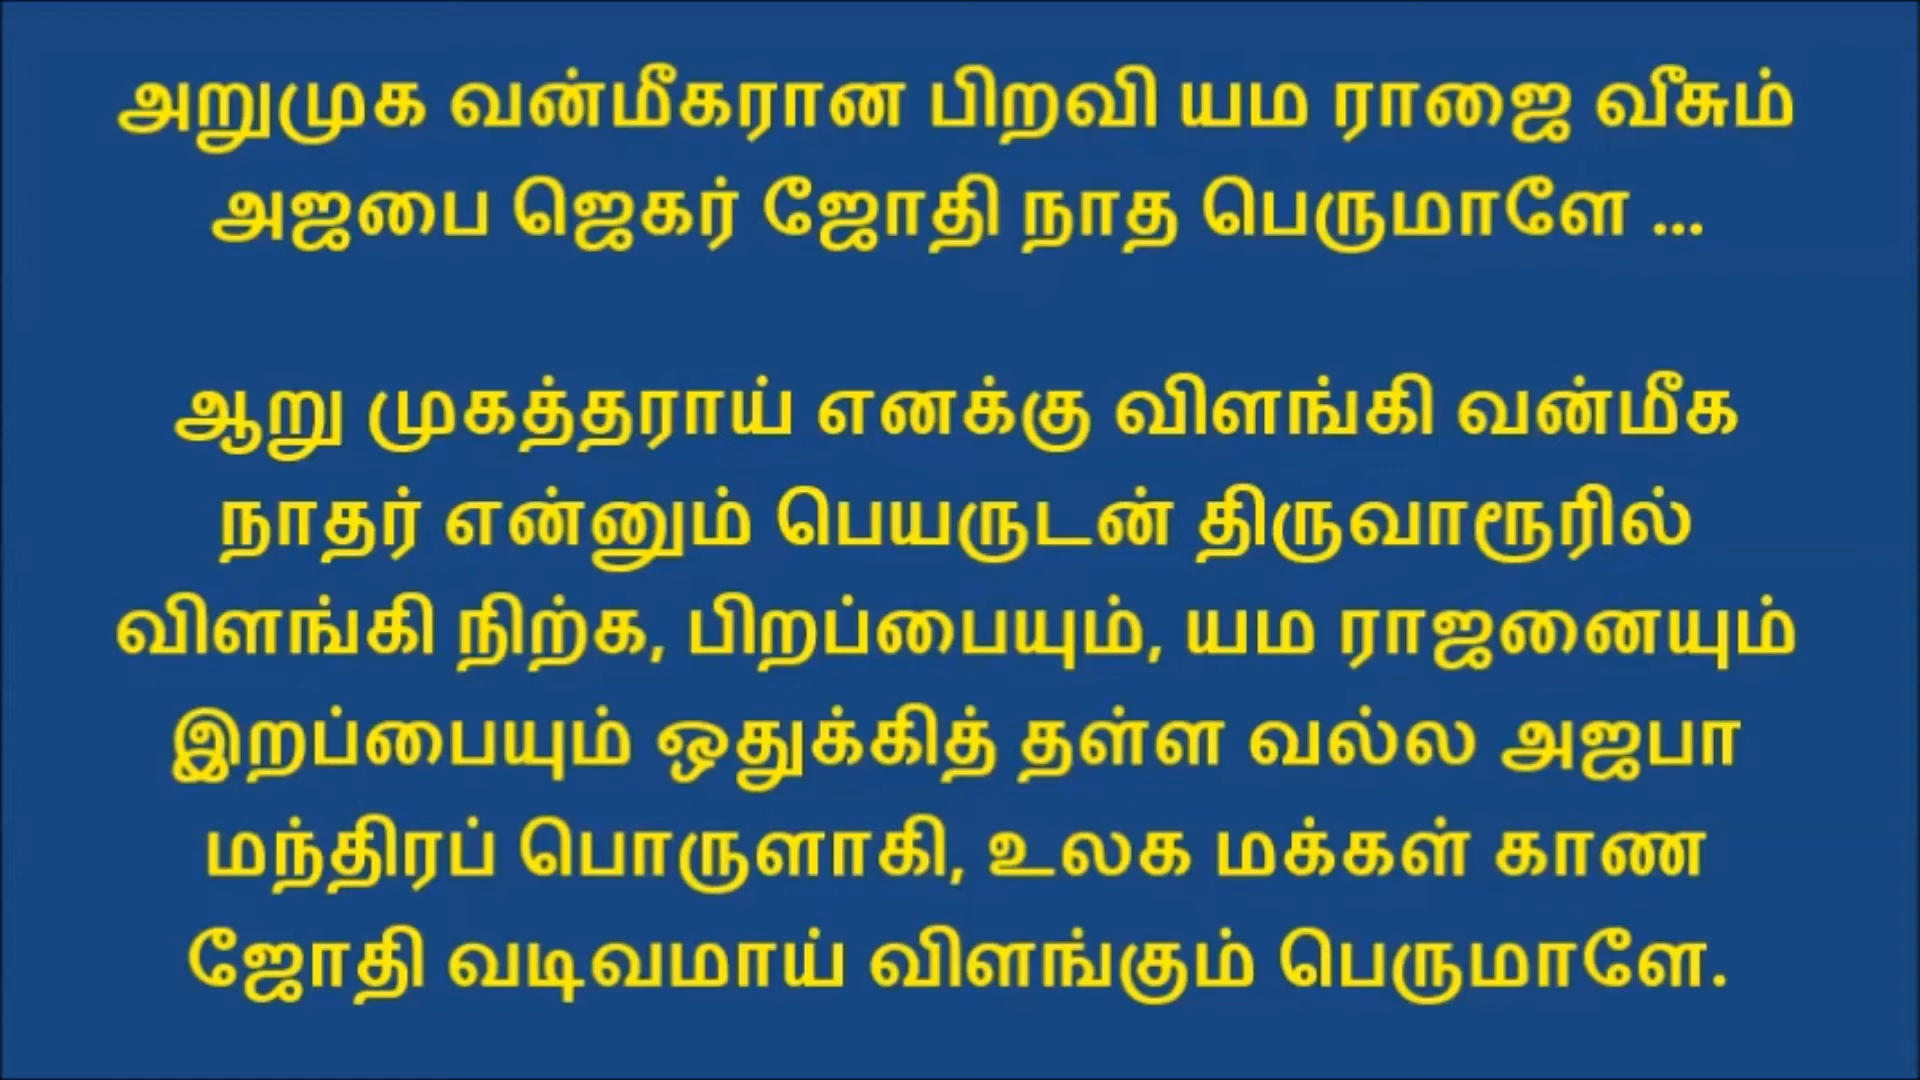 அறுமுக வன்மீகரான பிறவி யம ராஜை வீசும்
அஜபை ஜெகர் ஜோதி நாத பெருமாளே ...
ஆறு முகத்தராய் எனக்கு விளங்கி வன்மீக
நாதர் என்னும் பெயருடன் திருவாரூரில்
விளங்கி நிற்க, பிறப்பையும், யம ராஜனையும்
இறப்பையும் ஒதுக்கித் தள்ள வல்ல அஜபா
மந்திரப் பொருளாகி, உலக மக்கள் காண
ஜோதி வடிவமாய் விளங்கும் பெருமாளே.